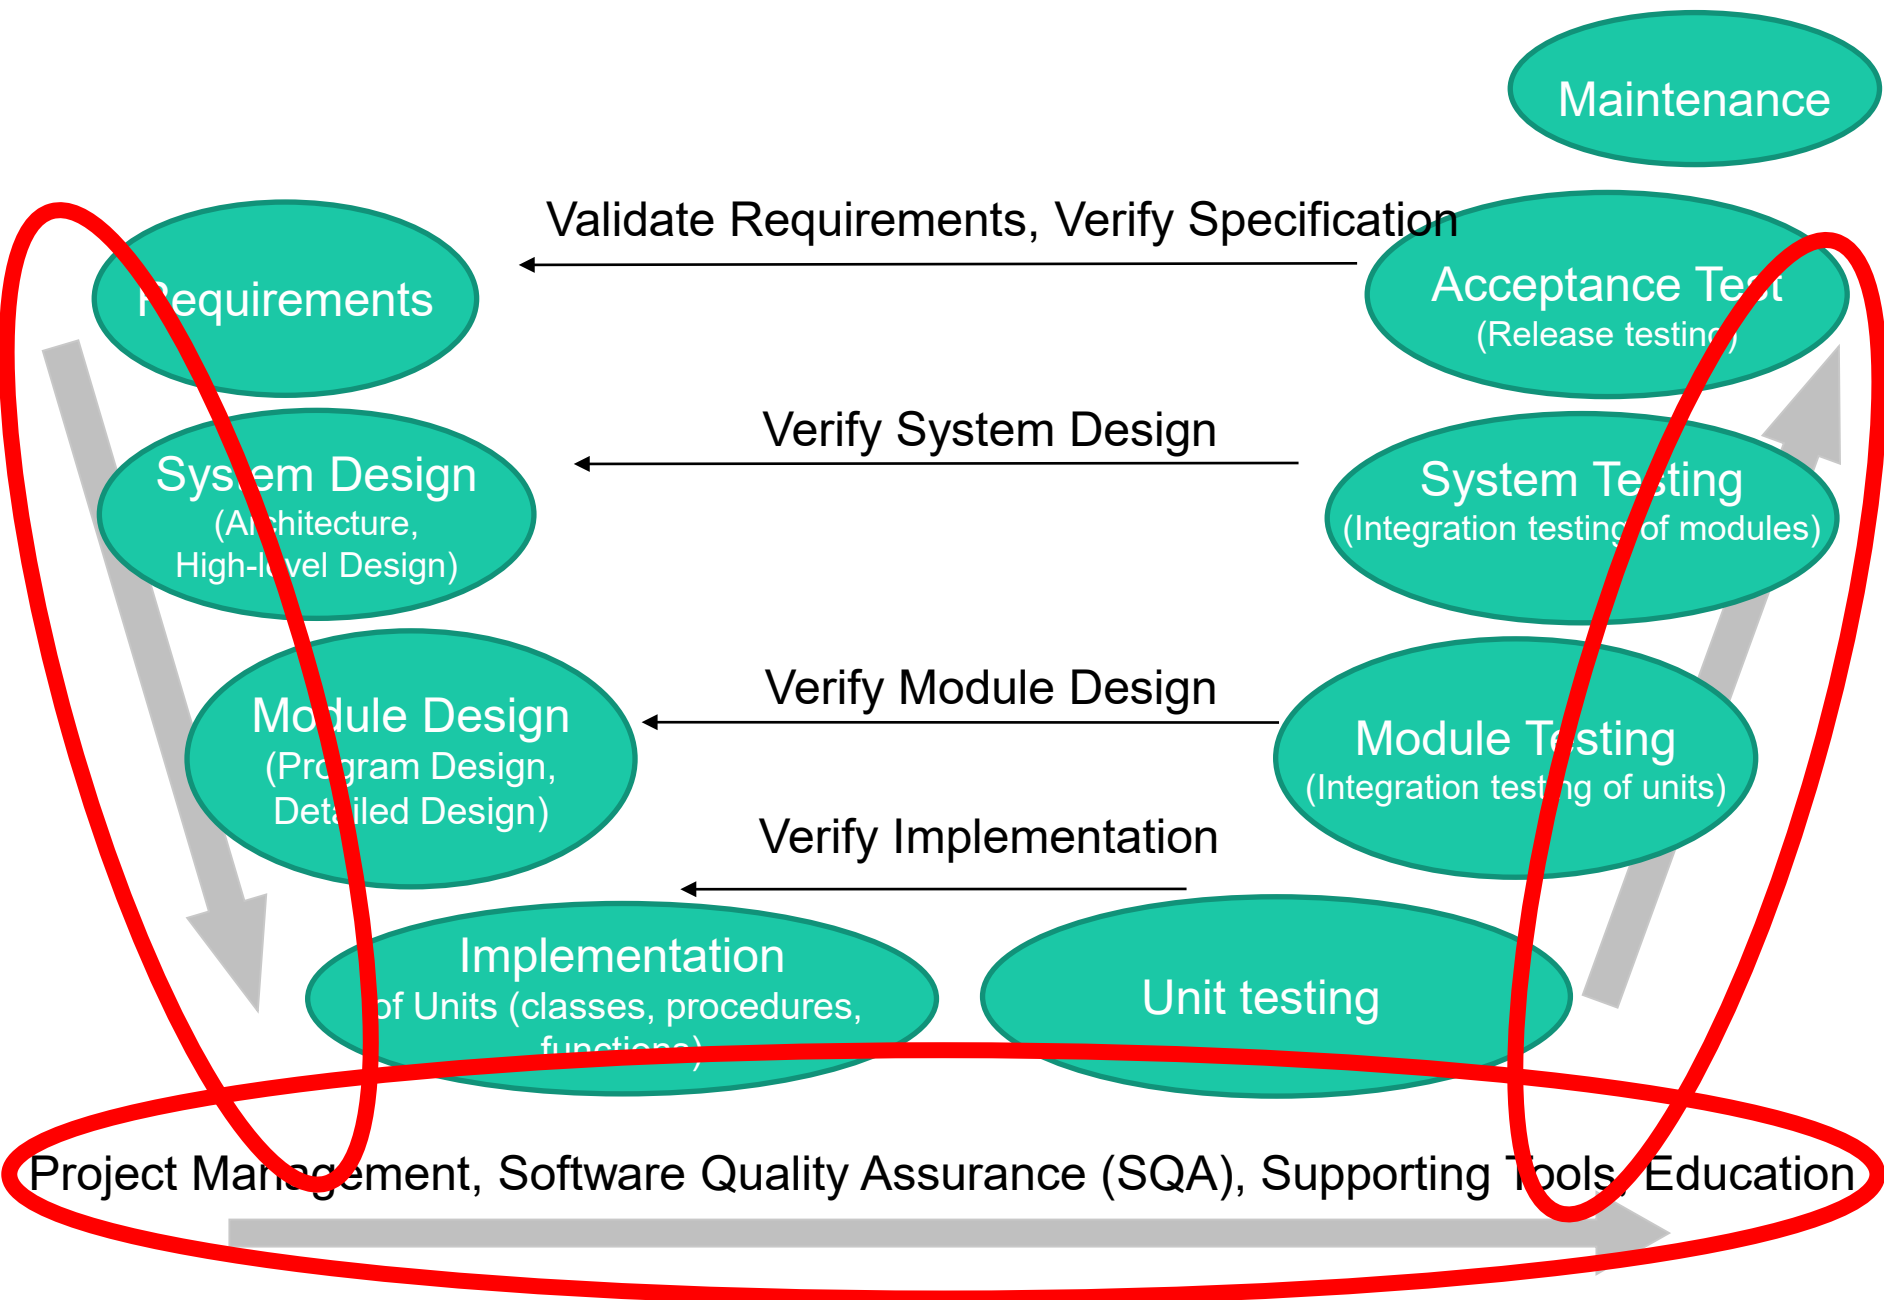 Maintenance
Validate Requirements, Verify Specification
Requirements
Acceptance Test
(Release testing)
Verify System Design
System Design
(Architecture,
High-level Design)
System Testing
(Integration testing of modules)
Verify Module Design
Module Design
(Program Design,
Detailed Design)
Module Testing
(Integration testing of units)
Verify Implementation
Implementation
of Units (classes, procedures,
functions)
Unit testing
Project Management, Software Quality Assurance (SQA), Supporting Tools, Education